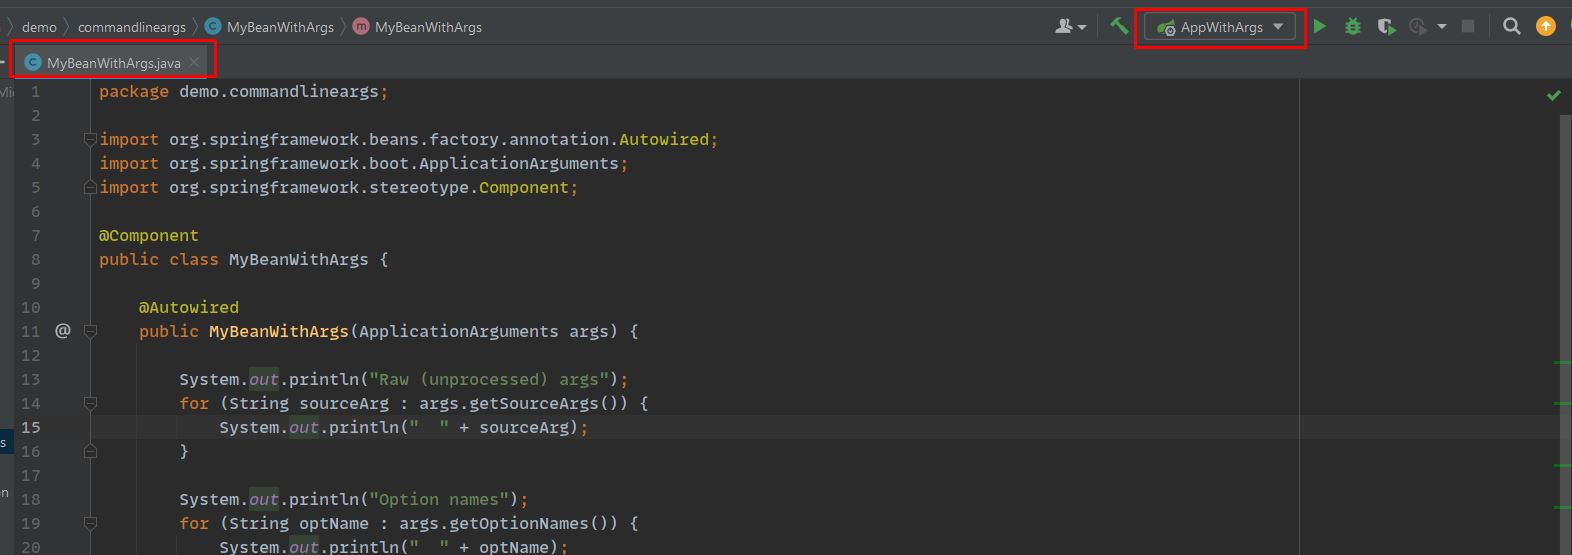 demo commandlineargs MyBeanWithArgs MyBeanWithArgs AppWithArgs
MyBeanWithArgs.java
1 package demo.commandlineargs;
2
3 import org.springframework.beans.factory.annotation.Autowired;
4 import org.springframework.boot.ApplicationArguments;
5 import org.springframework.stereotype.Component;
6
7 @Component
8 public class MyBeanWithArgs {
9
10 @Autowired
11 @ public MyBeanWithArgs(ApplicationArguments args) {
12
13 System.out.println("Raw (unprocessed) args");
14 for (String sourceArg : args.getSourceArgs()) {
15 System.out.println("  " + sourceArg);
16 }
17
18 System.out.println("Option names");
19 for (String optName : args.getOptionNames()) {
20 System.out.println("  " + optName);